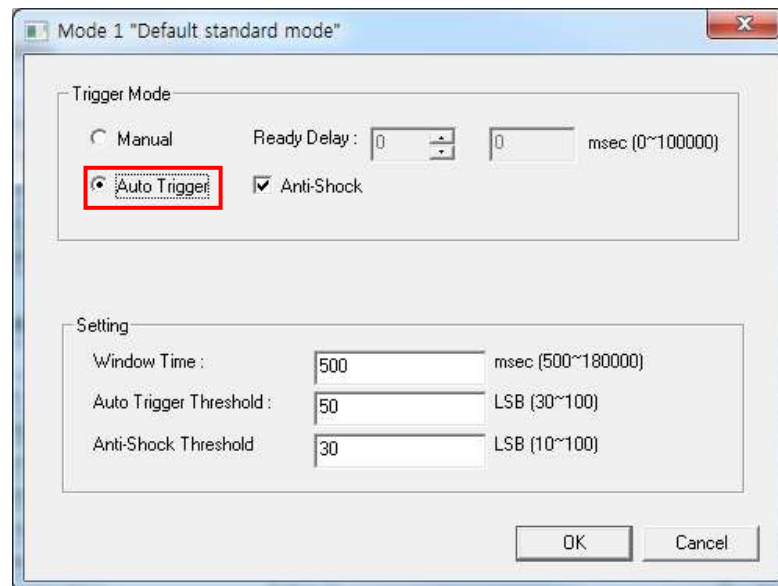 Mode 1 "Default standard mode"
Trigger Mode
Manual Ready Delay : 0 0 msec (0~100000)
Auto Trigger Anti-Shock
Setting
Window Time : 500 msec (500~180000)
Auto Trigger Threshold : 50 LSB (30~100)
Anti-Shock Threshold 30 LSB (10~100)
OK Cancel